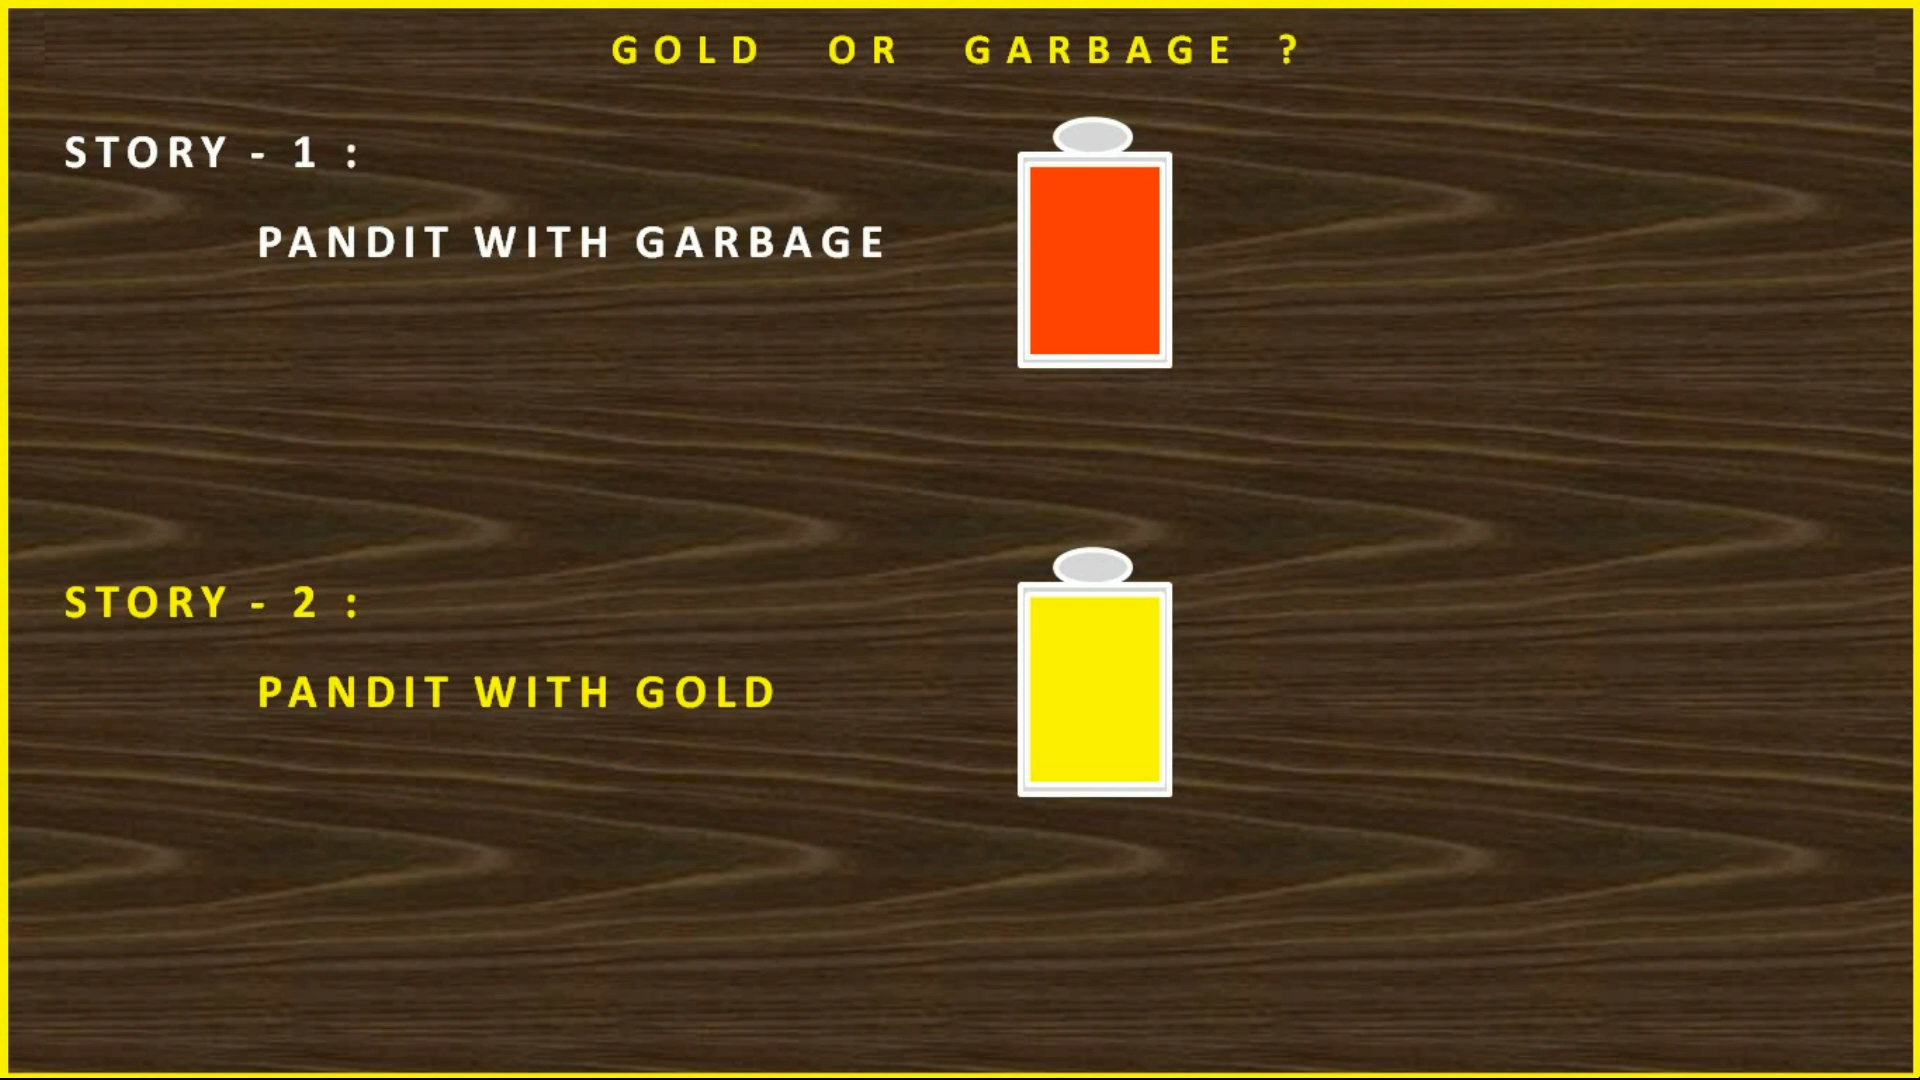 GOLD OR GARBAGE ?
STORY - 1 :
PANDIT WITH GARBAGE
STORY - 2 :
PANDIT WITH GOLD